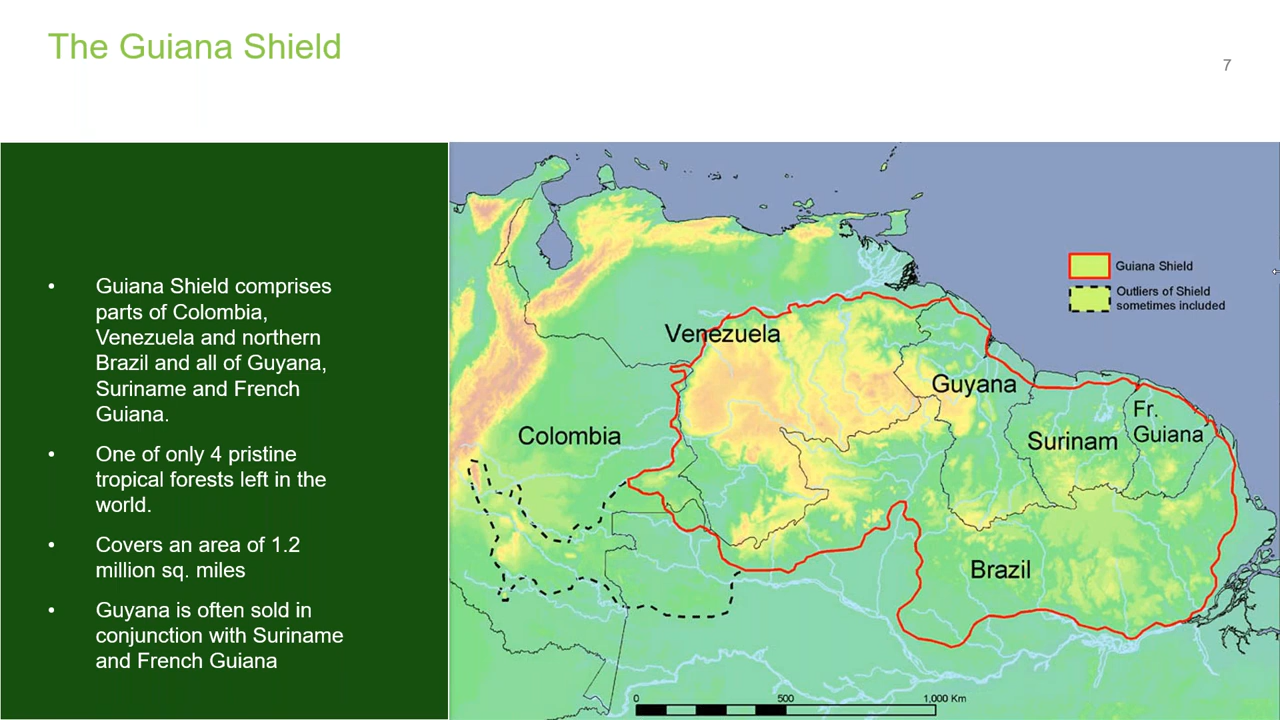 The Guiana Shield
7
• Guiana Shield comprises
parts of Colombia,
Venezuela and northern
Brazil and all of Guyana,
Suriname and French
Guiana.
• One of only 4 pristine
tropical forests left in the
world.
• Covers an area of 1.2
million sq. miles
• Guyana is often sold in
conjunction with Suriname
and French Guiana
Guiana Shield
Outliers of Shield
sometimes included
Venezuela
Guyana
Fr.
Guiana
Colombia
Surinam
Brazil
0 500 1,000 Km